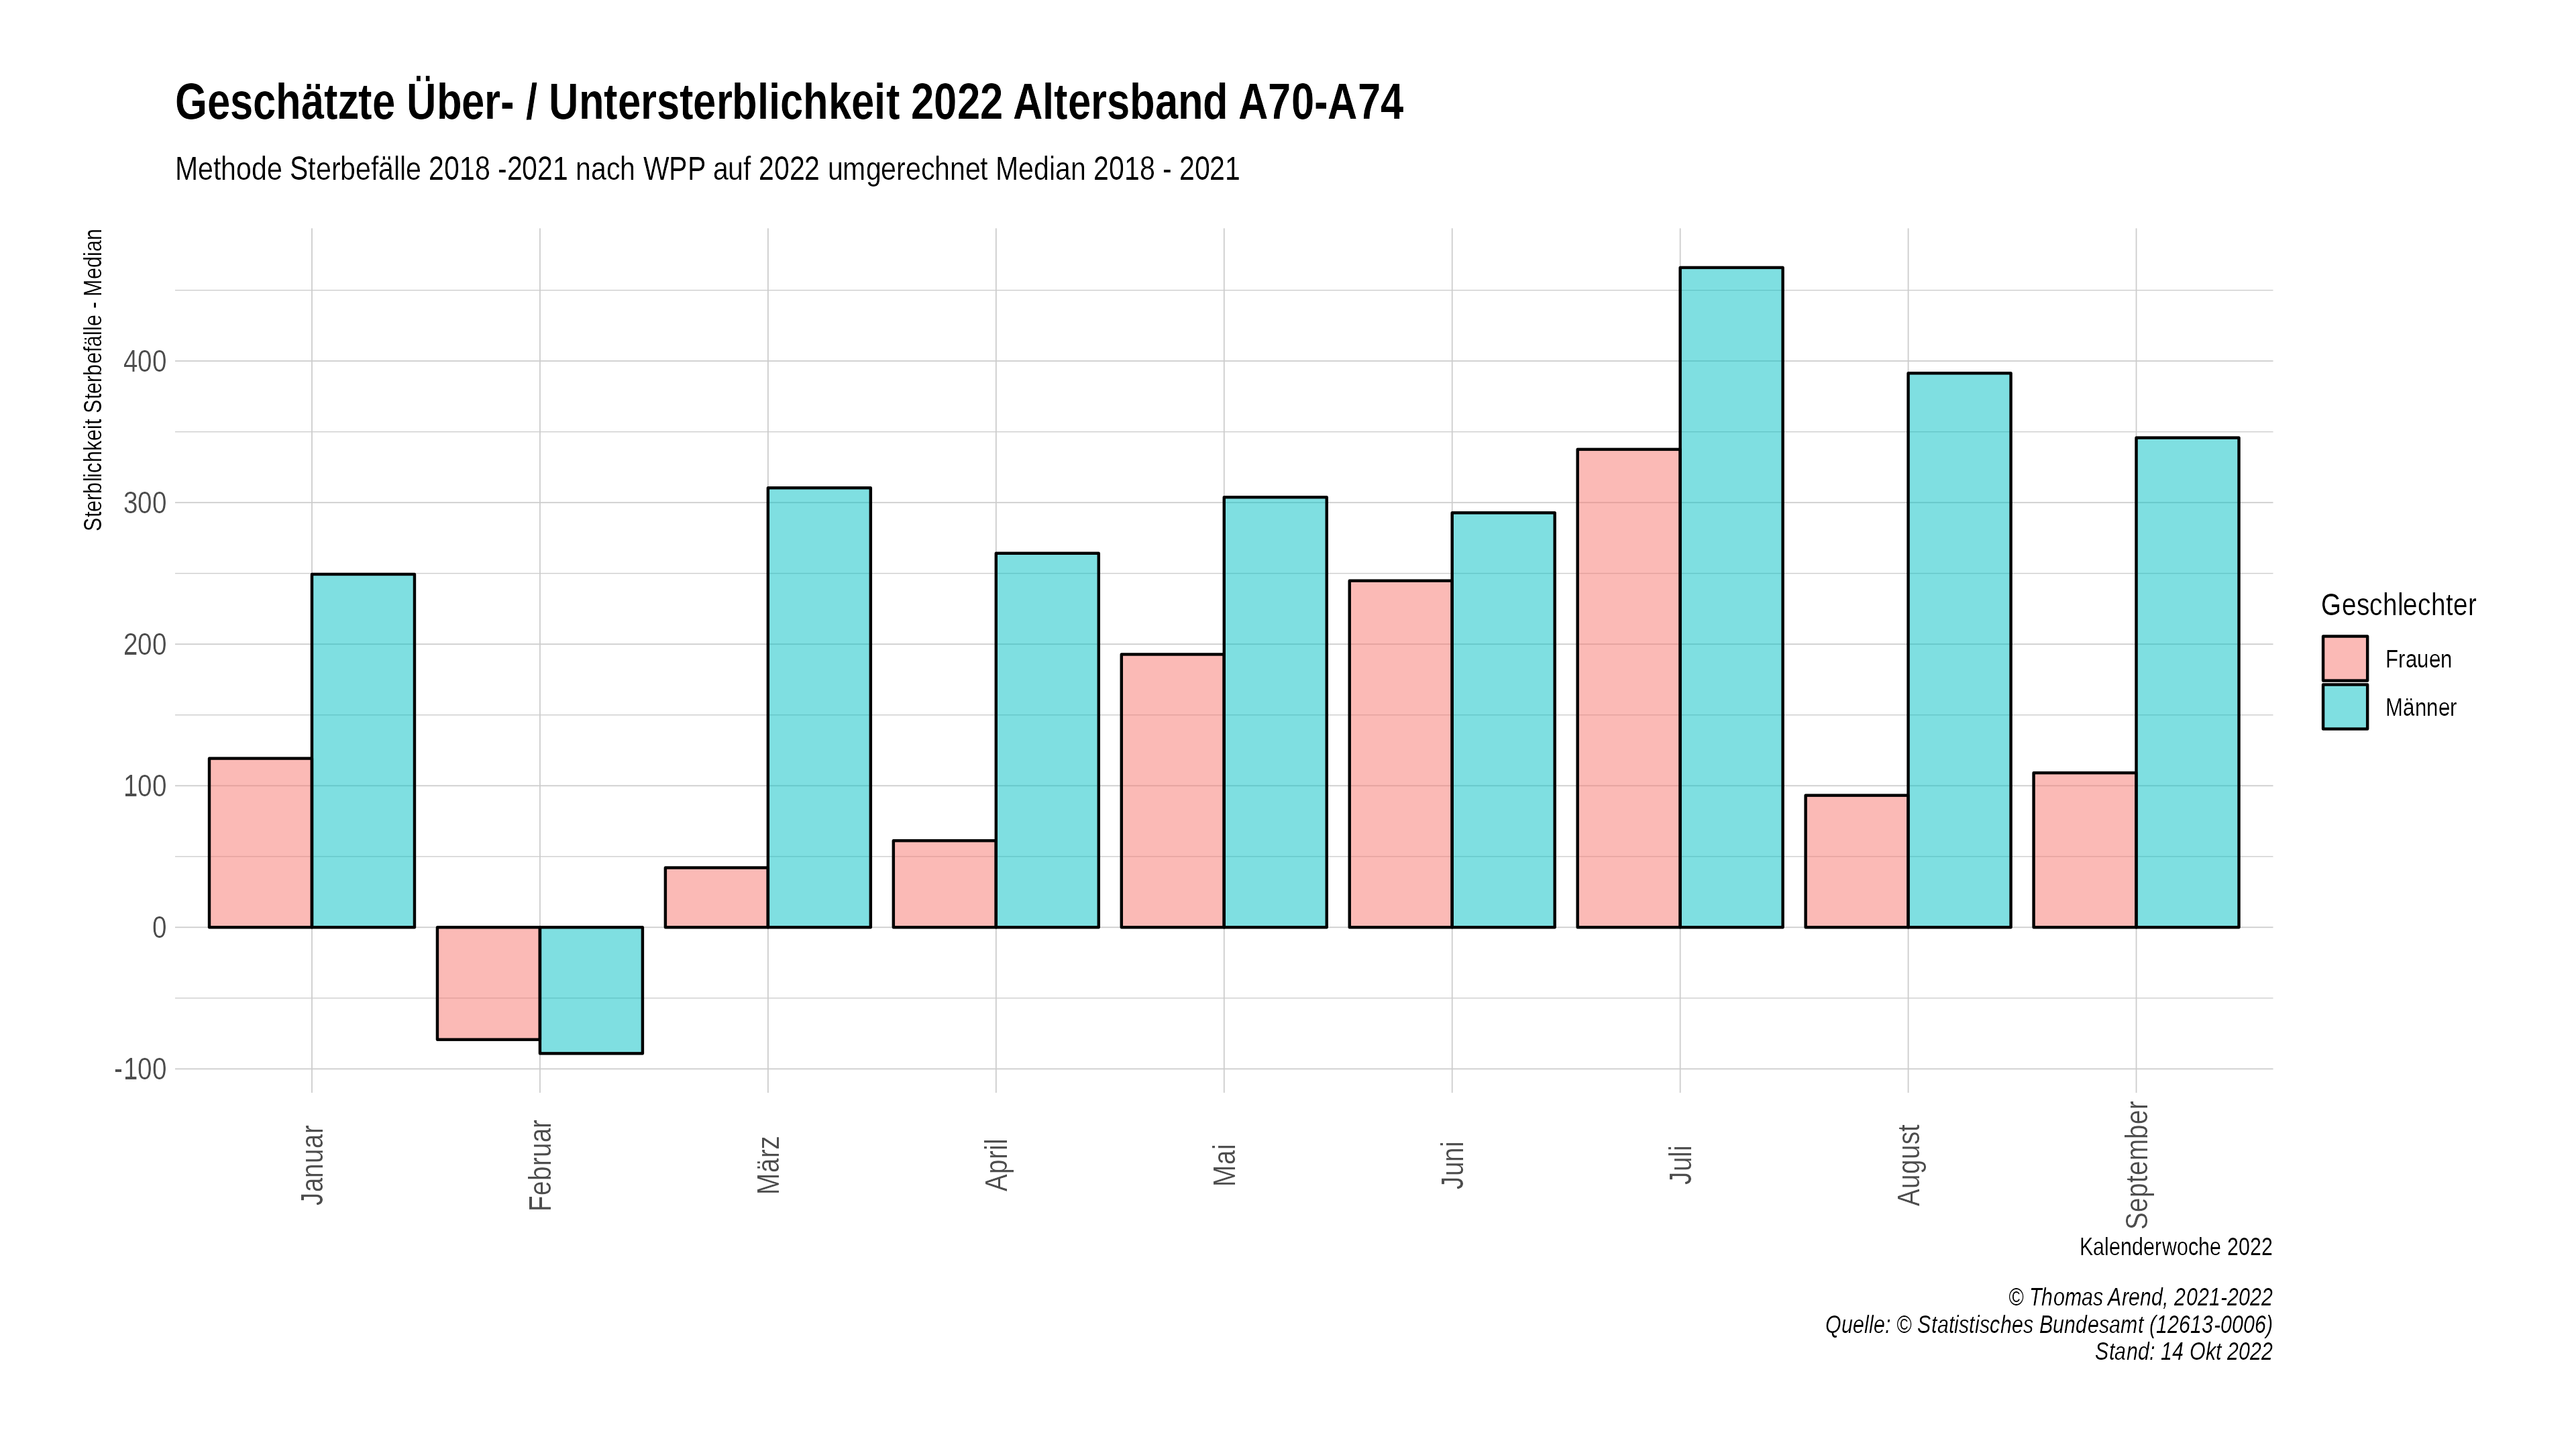 Geschätzte Über- / Untersterblichkeit 2022 Altersband A70-A74
Methode Sterbefälle 2018 -2021 nach WPP auf 2022 umgerechnet Median 2018 - 2021
Sterblichkeit Sterbefälle - Median
400
300
200
100
0
-100
Januar
Februar
März
April
Mai
Juni
Juli
August
September
Kalenderwoche 2022
Geschlechter
Frauen
Männer
© Thomas Arend, 2021-2022
Quelle: © Statistisches Bundesamt (12613-0006)
Stand: 14 Okt 2022